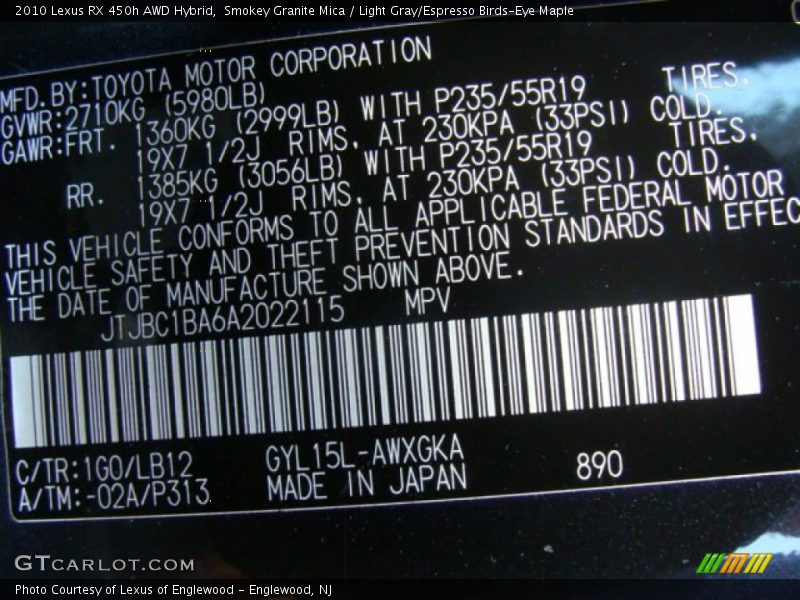 2010 Lexus RX 450h AWD Hybrid, Smokey Granite Mica / Light Gray/Espresso Birds-Eye Maple
MFD.BY:TOYOTA MOTOR CORPORATION
GVWR:2710KG (5980LB)
GAWR:FRT. 1360KG (2999LB) WITH P235/55R19 TIRES.
19X7 1/2J RIMS. AT 230KPA (33PSI) COLD.
RR. 1385KG (3056LB) WITH P235/55R19 TIRES.
19X7 1/2J RIMS. AT 230KPA (33PSI) COLD.
THIS VEHICLE CONFORMS TO ALL APPLICABLE FEDERAL MOTOR
VEHICLE SAFETY AND THEFT PREVENTION STANDARDS IN EFFEC
THE DATE OF MANUFACTURE SHOWN ABOVE.
JTJBC1BA6A2022115 MPV
C/TR:1G0/LB12 GYL15L-AWXGKA 890
A/TM:-02A/P313 MADE IN JAPAN
GTCARLOT.COM
Photo Courtesy of Lexus of Englewood - Englewood, NJ